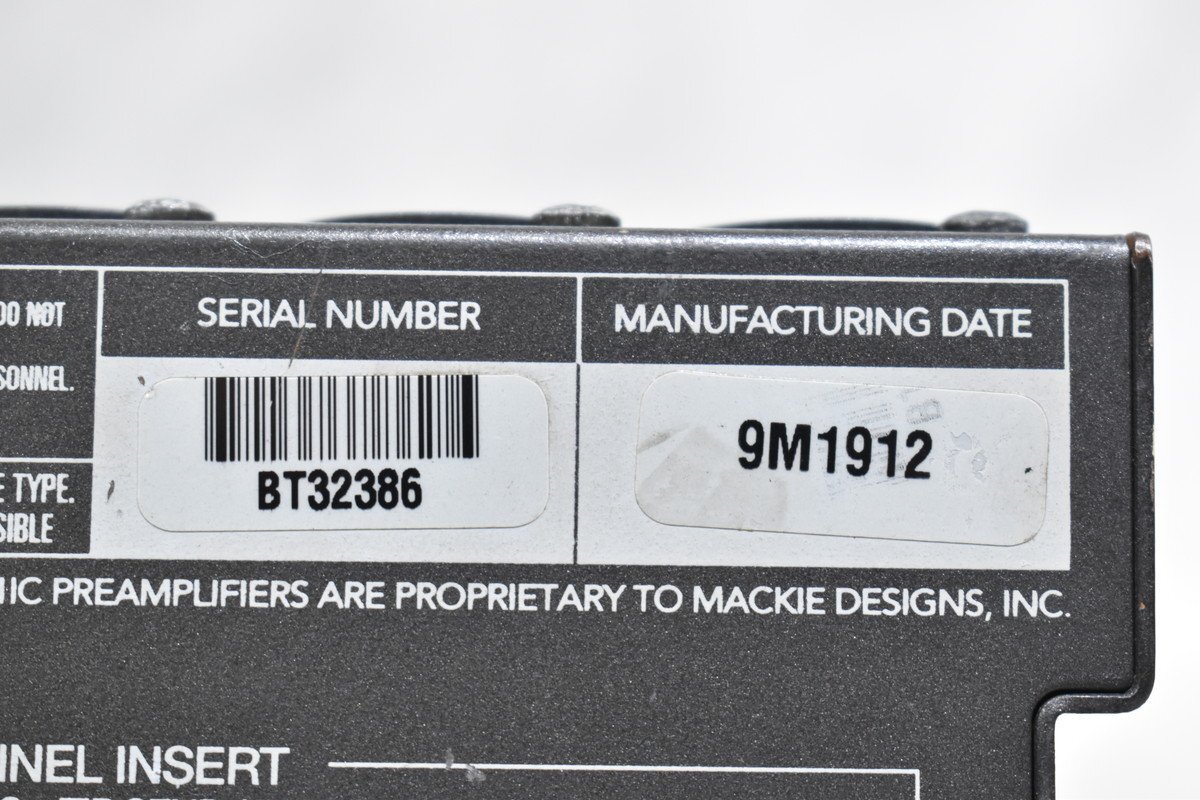 DO NOT
SERIAL NUMBER
MANUFACTURING DATE
SONNEL.
BT32386
9M1912
E TYPE.
SIBLE
MIC PREAMPLIFIERS ARE PROPRIETARY TO MACKIE DESIGNS, INC.
NNEL INSERT